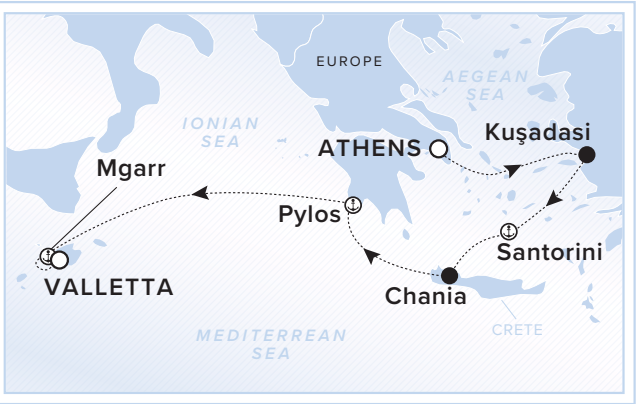 EUROPE
AEGEAN
SEA
IONIAN
SEA
Kuşadasi
ATHENS
Mgarr
Pylos
Santorini
VALLETTA
Chania
CRETE
MEDITERREAN
SEA